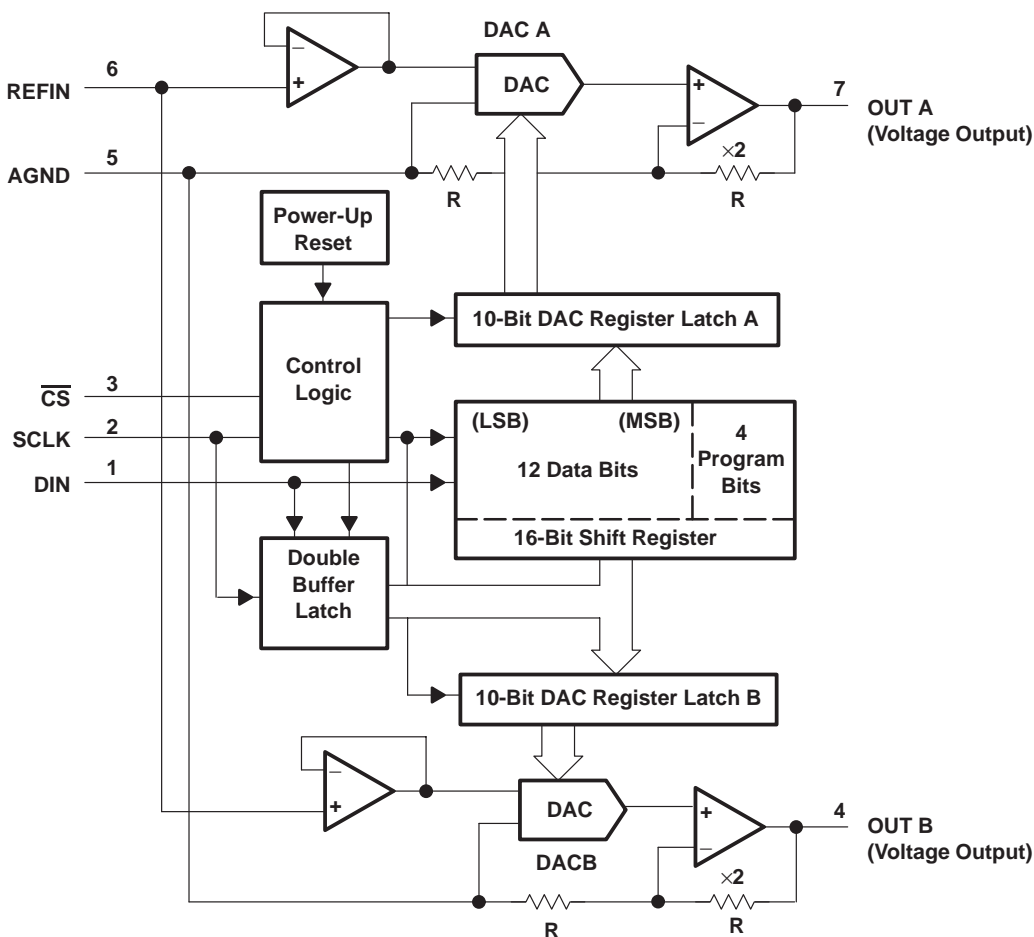 DAC A
6
REFIN
−
+
DAC
+
−
7
OUT A
(Voltage Output)
5
AGND
R
×2
R
Power-Up
Reset
10-Bit DAC Register Latch A
Control
Logic
3
CS
2
SCLK
1
DIN
(LSB)
(MSB)
12 Data Bits
4
Program
Bits
16-Bit Shift Register
Double
Buffer
Latch
10-Bit DAC Register Latch B
−
+
DAC
DACB
+
−
4
OUT B
(Voltage Output)
R
×2
R